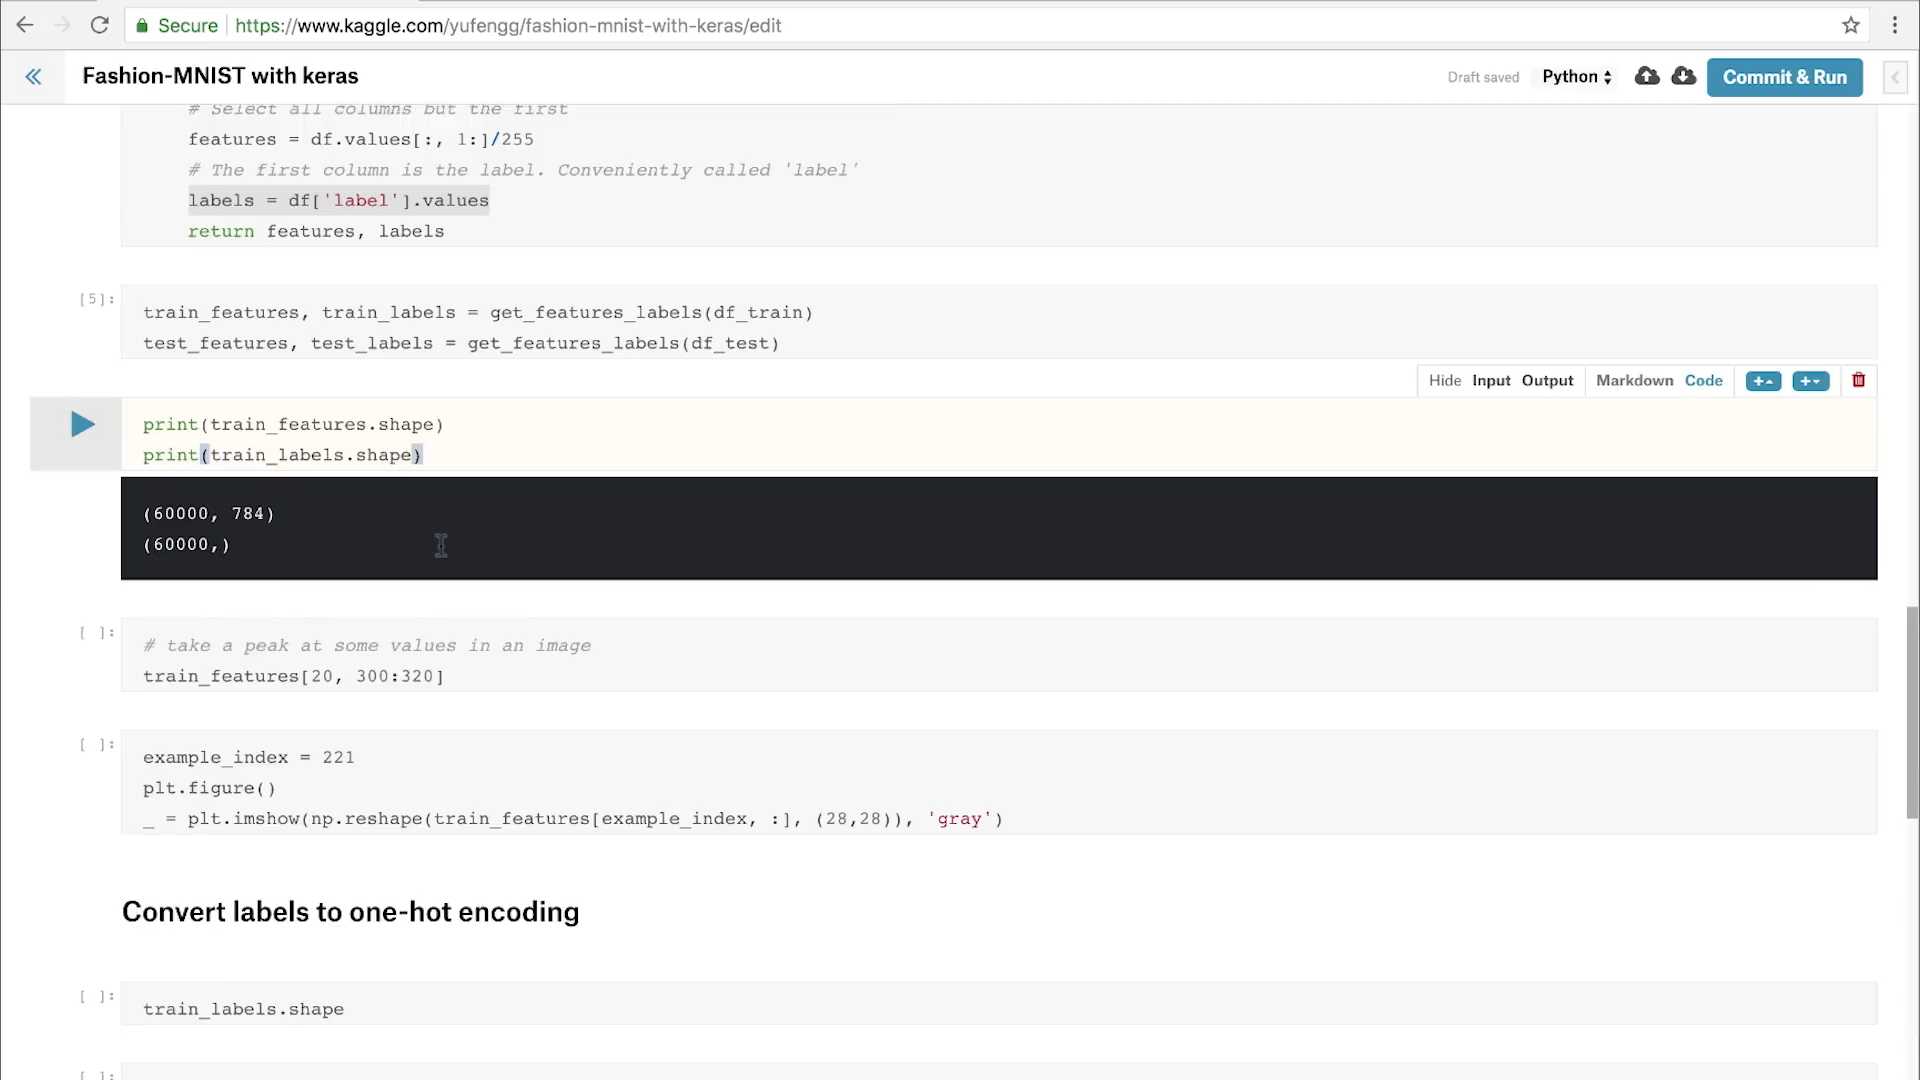 Secure https://www.kaggle.com/yufengg/fashion-mnist-with-keras/edit
Fashion-MNIST with keras
Draft saved Python Commit & Run
# Select all columns but the first
features = df.values[:, 1:]/255
# The first column is the label. Conveniently called 'label'
labels = df['label'].values
return features, labels
[5]:
train_features, train_labels = get_features_labels(df_train)
test_features, test_labels = get_features_labels(df_test)
Hide Input Output Markdown Code
print(train_features.shape)
print(train_labels.shape)
(60000, 784)
(60000,)
[ ]:
# take a peak at some values in an image
train_features[20, 300:320]
[ ]:
example_index = 221
plt.figure()
_ = plt.imshow(np.reshape(train_features[example_index, :], (28,28)), 'gray')
Convert labels to one-hot encoding
[ ]:
train_labels.shape
[ ]: